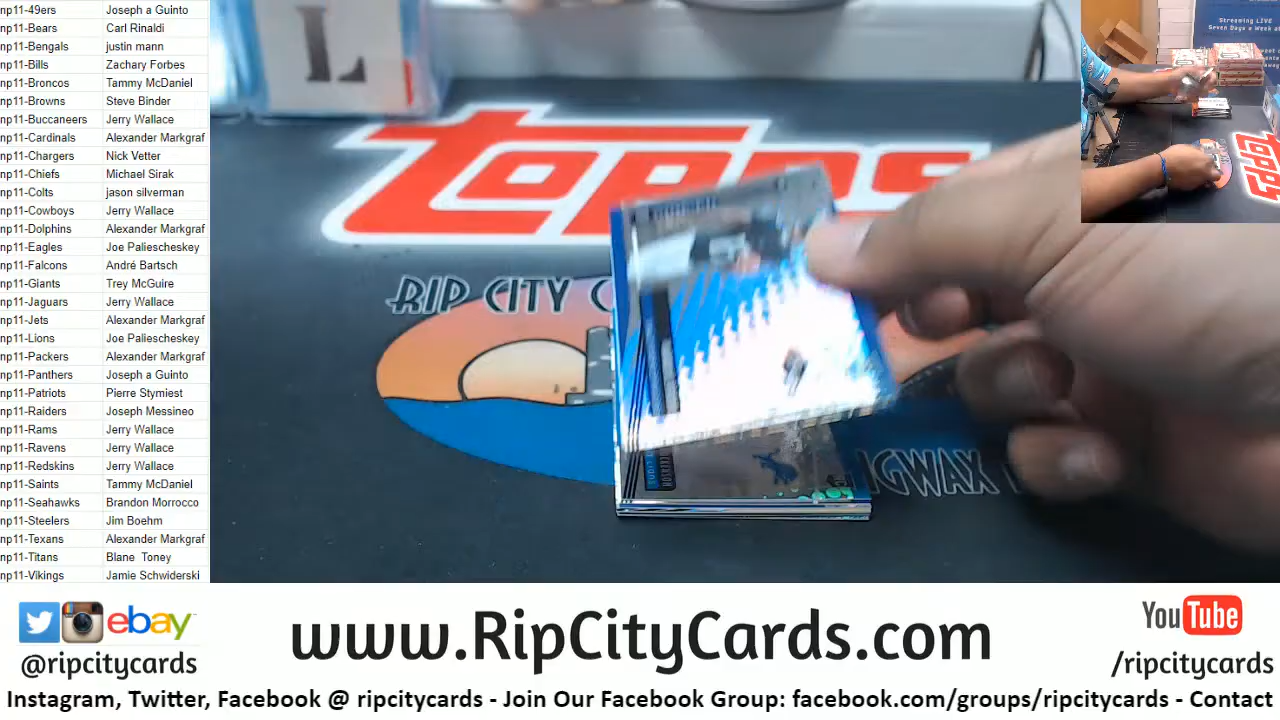 np11-49ers Joseph a Guinto
np11-Bears Carl Rinaldi
np11-Bengals justin mann
np11-Bills Zachary Forbes
np11-Broncos Tammy McDaniel
np11-Browns Steve Binder
np11-Buccaneers Jerry Wallace
np11-Cardinals Alexander Markgraf
np11-Chargers Nick Vetter
np11-Chiefs Michael Sirak
np11-Colts jason silverman
np11-Cowboys Jerry Wallace
np11-Dolphins Alexander Markgraf
np11-Eagles Joe Paliescheskey
np11-Falcons André Bartsch
np11-Giants Trey McGuire
np11-Jaguars Jerry Wallace
np11-Jets Alexander Markgraf
np11-Lions Joe Paliescheskey
np11-Packers Alexander Markgraf
np11-Panthers Joseph a Guinto
np11-Patriots Pierre Stymiest
np11-Raiders Joseph Messineo
np11-Rams Jerry Wallace
np11-Ravens Jerry Wallace
np11-Redskins Jerry Wallace
np11-Saints Tammy McDaniel
np11-Seahawks Brandon Morrocco
np11-Steelers Jim Boehm
np11-Texans Alexander Markgraf
np11-Titans Blane Toney
np11-Vikings Jamie Schwiderski
L
Topps
RIP CITY C
IGWAX
Streaming LIVE
Seven Days a Week
Topps
ebay
@ripcitycards
www.RipCityCards.com
YouTube
/ripcitycards
Instagram, Twitter, Facebook @ ripcitycards - Join Our Facebook Group: facebook.com/groups/ripcitycards - Contact